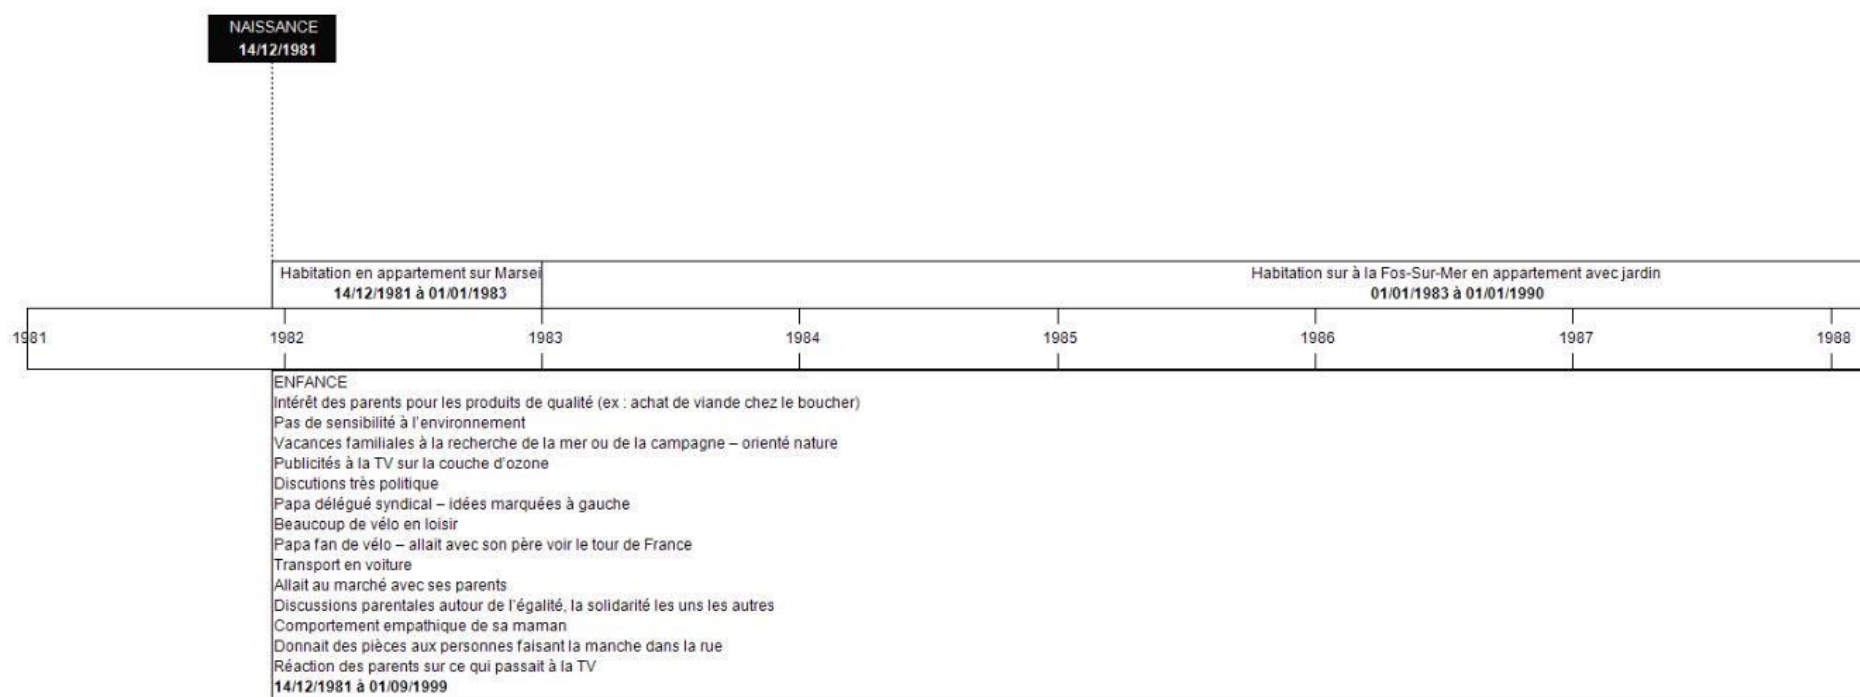 NAISSANCE
14/12/1981
Habitation en appartement sur Marsei
14/12/1981 à 01/01/1983
Habitation sur à la Fos-Sur-Mer en appartement avec jardin
01/01/1983 à 01/01/1990
1981 1982 1983 1984 1985 1986 1987 1988
ENFANCE
Intérêt des parents pour les produits de qualité (ex : achat de viande chez le boucher)
Pas de sensibilité à l'environnement
Vacances familiales à la recherche de la mer ou de la campagne – orienté nature
Publicités à la TV sur la couche d'ozone
Discutions très politique
Papa délégué syndical – idées marquées à gauche
Beaucoup de vélo en loisir
Papa fan de vélo – allait avec son père voir le tour de France
Transport en voiture
Allait au marché avec ses parents
Discussions parentales autour de l'égalité, la solidarité les uns les autres
Comportement empathique de sa maman
Donnait des pièces aux personnes faisant la manche dans la rue
Réaction des parents sur ce qui passait à la TV
14/12/1981 à 01/09/1999